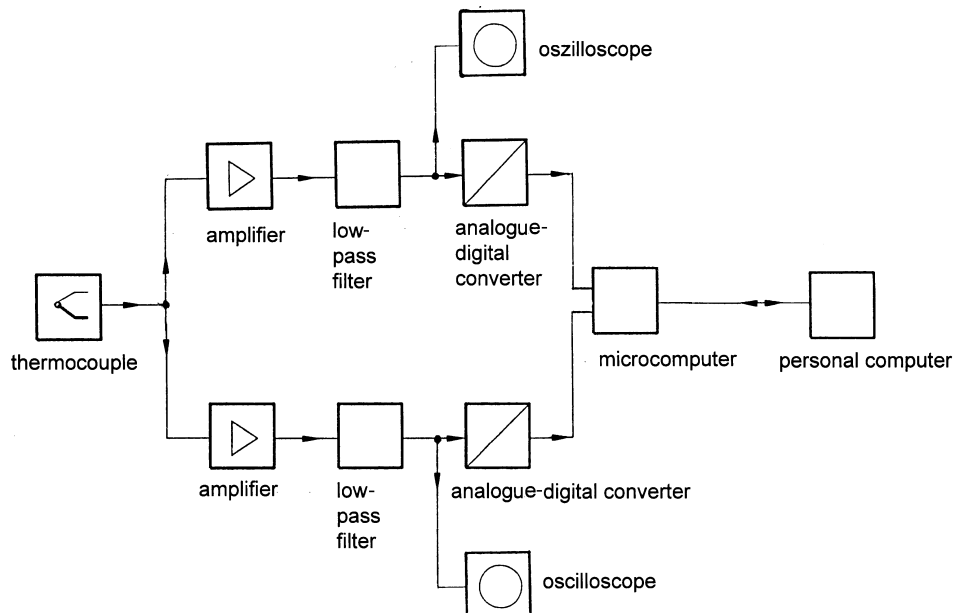 oszilloscope
amplifier
low-
pass
filter
analogue-
digital
converter
thermocouple
microcomputer
personal computer
amplifier
low-
pass
filter
analogue-digital converter
oscilloscope